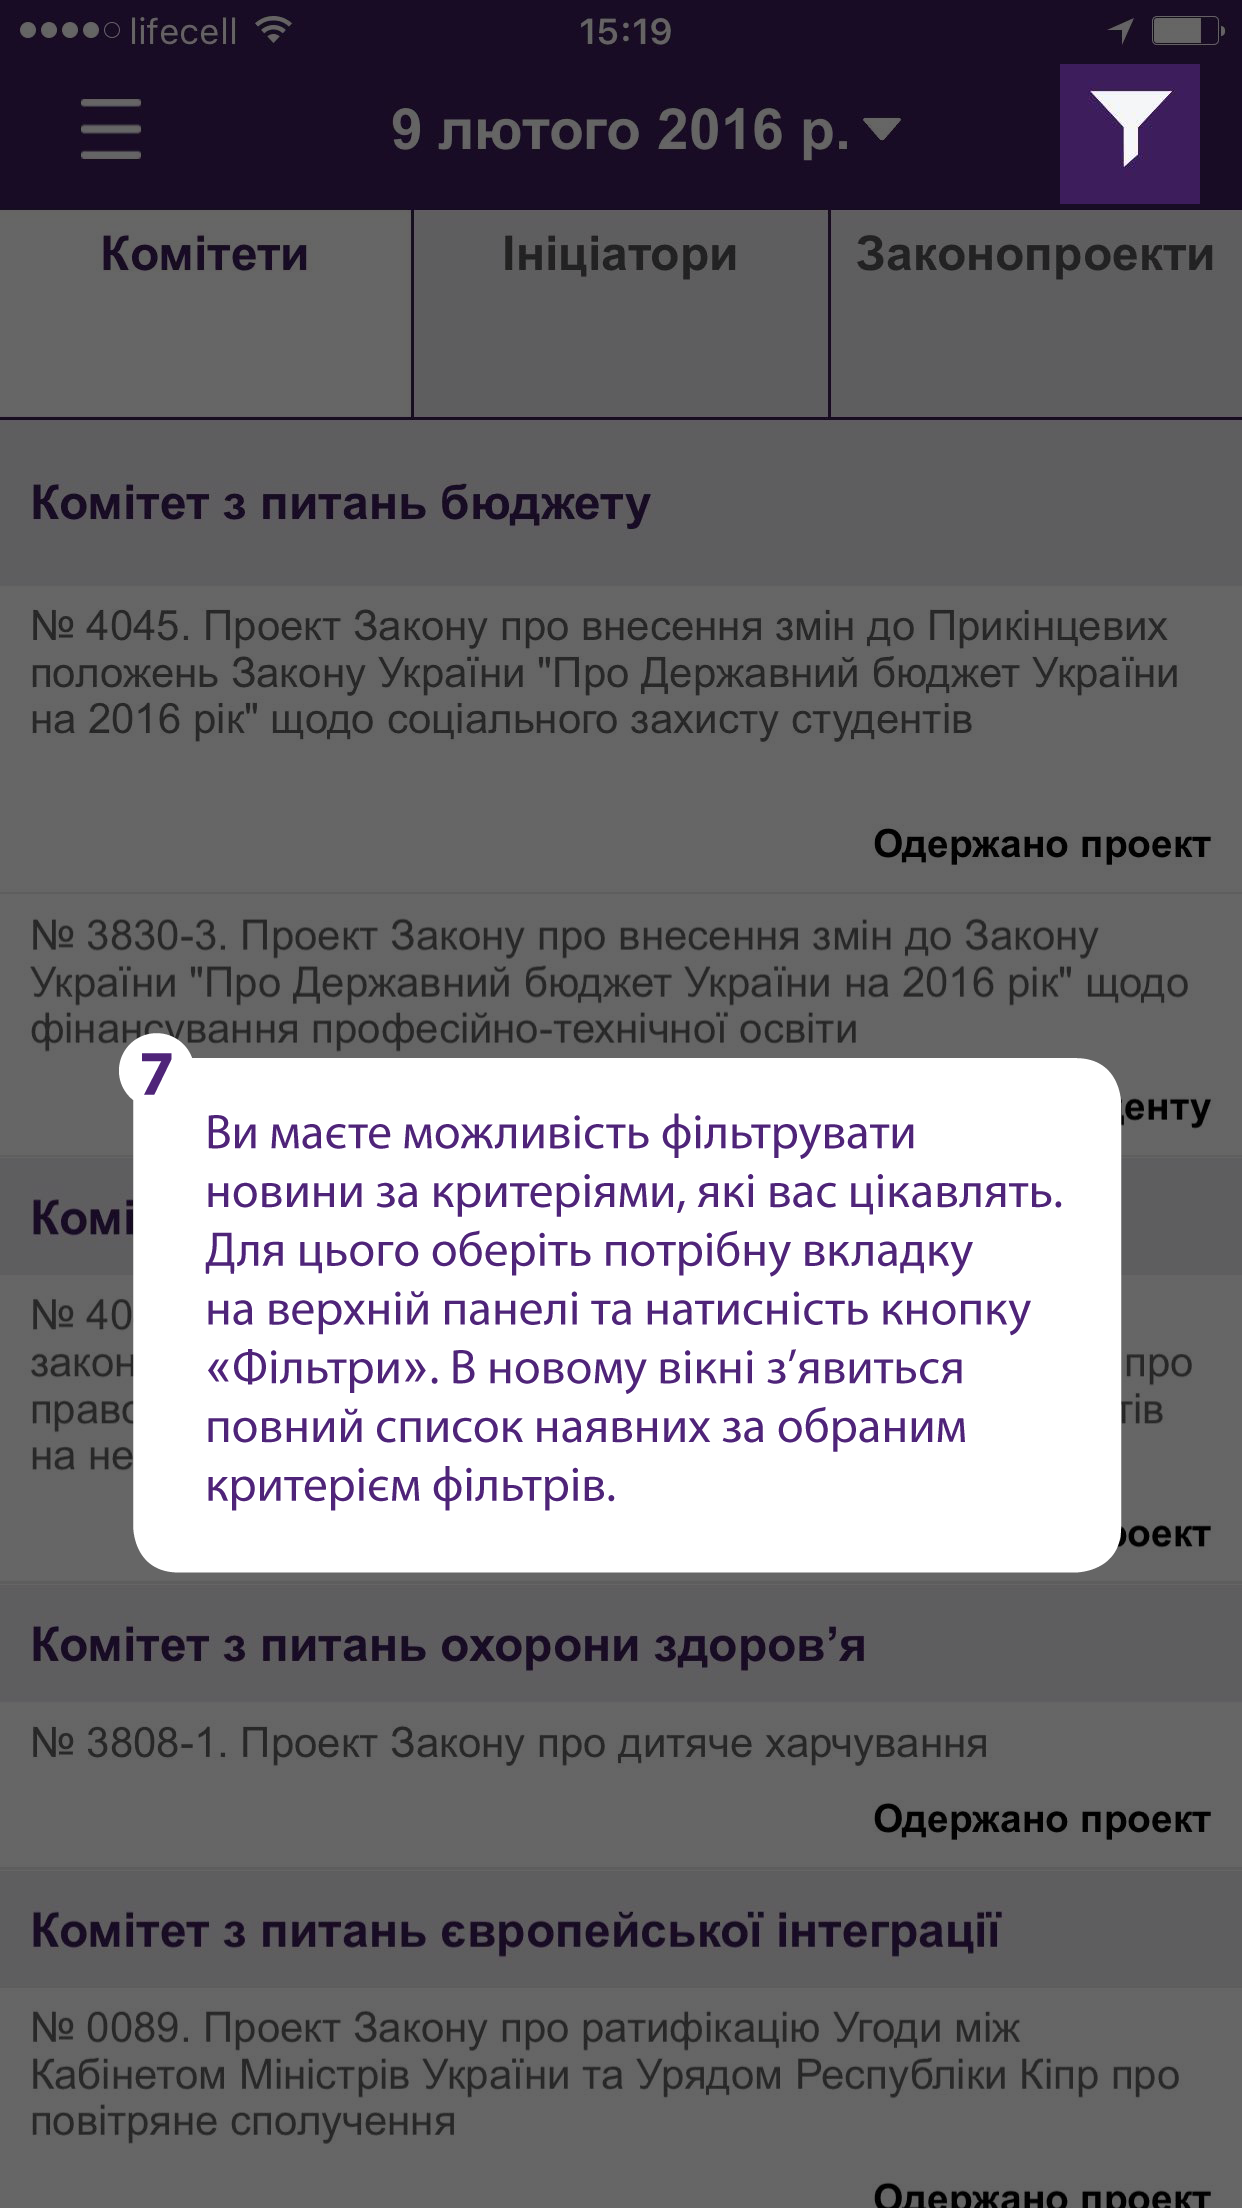 lifecell 15:19
9 лютого 2016 р.
Комітети Ініціатори Законопроекти
Комітет з питань бюджету
№ 4045. Проект Закону про внесення змін до Прикінцевих
положень Закону України "Про Державний бюджет України
на 2016 рік" щодо соціального захисту студентів
Одержано проект
№ 3830-3. Проект Закону про внесення змін до Закону
України "Про Державний бюджет України на 2016 рік" щодо
фінансування професійно-технічної освіти
7
Ви маєте можливість фільтрувати
новини за критеріями, які вас цікавлять.
Для цього оберіть потрібну вкладку
на верхній панелі та натисність кнопку
«Фільтри». В новому вікні з’явиться
повний список наявних за обраним
критерієм фільтрів.
№ 40
про
на не
Комітет з питань охорони здоров’я
№ 3808-1. Проект Закону про дитяче харчування
Одержано проект
Комітет з питань європейської інтеграції
№ 0089. Проект Закону про ратифікацію Угоди між
Кабінетом Міністрів України та Урядом Республіки Кіпр про
повітряне сполучення
Одержано проект